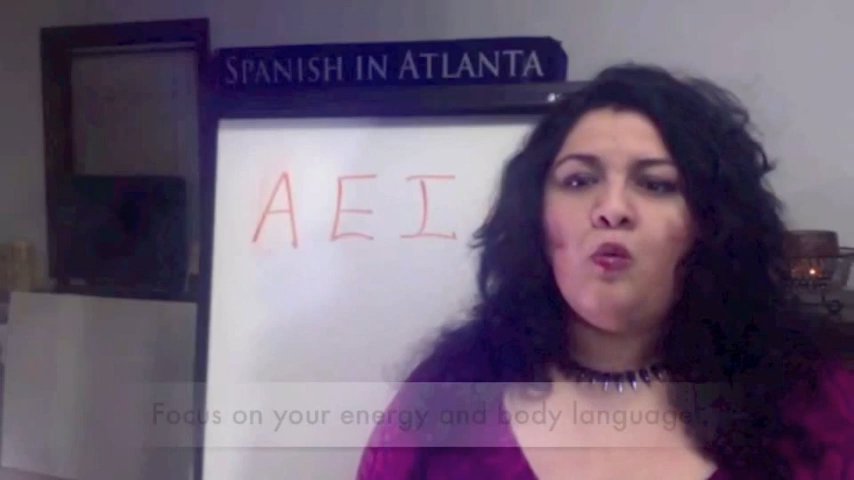 SPANISH IN ATLANTA
A E I
Focus on your energy and body language.